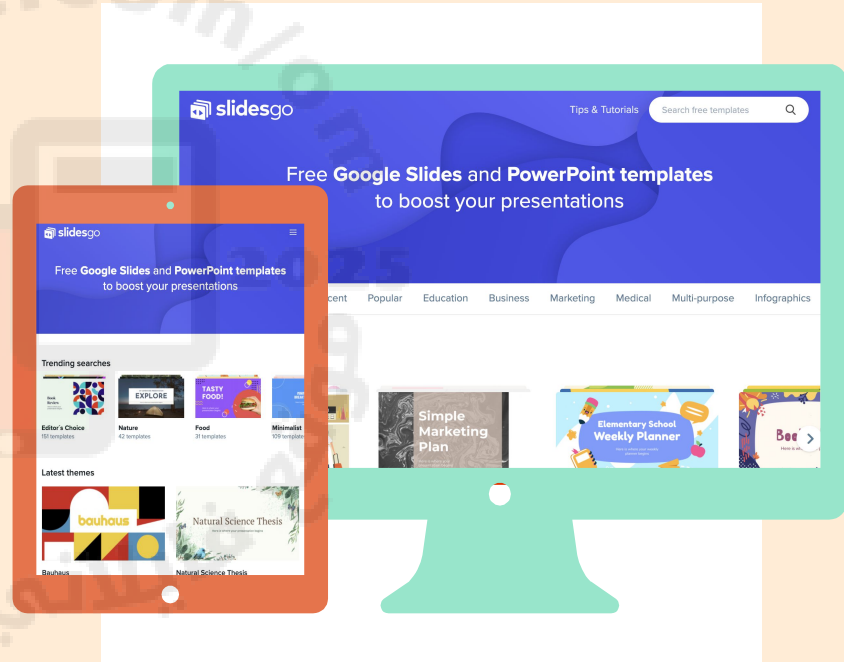 slidesgo
Tips & Tutorials
Search free templates
Free Google Slides and PowerPoint templates
to boost your presentations
cent Popular Education Business Marketing Medical Multi-purpose Infographics
Simple
Marketing
Plan
Elementary School
Weekly Planner
slidesgo
Free Google Slides and PowerPoint templates
to boost your presentations
Trending searches
EXPLORE
TASTY
FOOD!
Editor's Choice
151 templates
Nature
42 templates
Food
31 templates
Minimalist
109 template
Latest themes
bauhaus
Natural Science Thesis
Bauhaus
Natural Science Thesis
2025